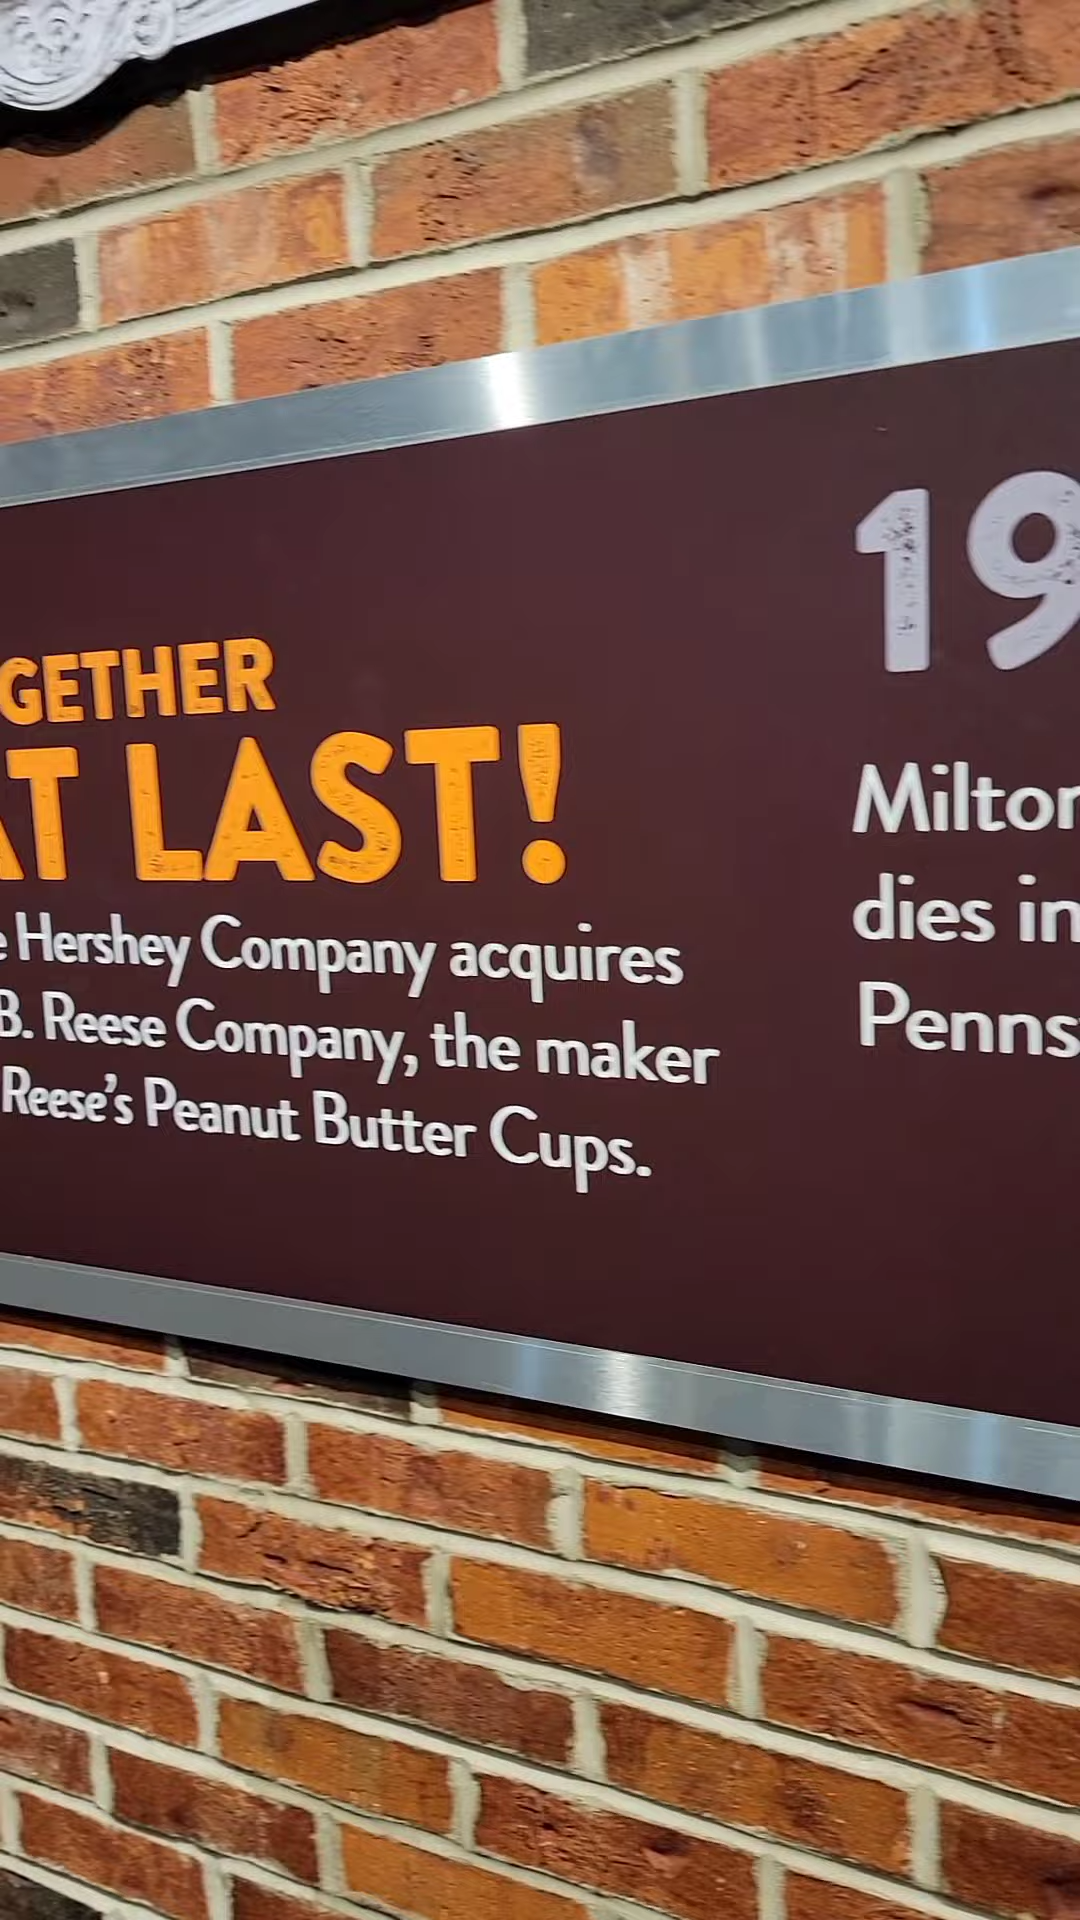 GETHER
AT LAST!
e Hershey Company acquires
B. Reese Company, the maker
Reese's Peanut Butter Cups.
19
Milton
dies in
Penns